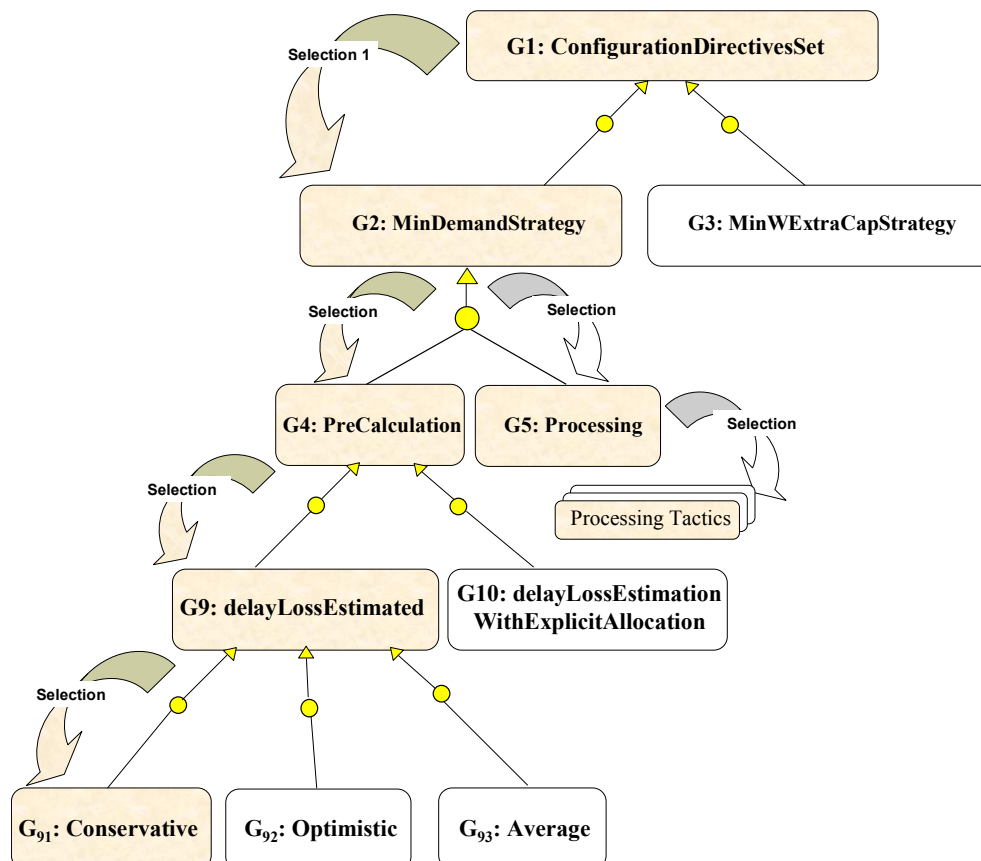 G1: ConfigurationDirectivesSet
Selection 1
G2: MinDemandStrategy
G3: MinWExtraCapStrategy
Selection
Selection
G4: PreCalculation
G5: Processing
Selection
Selection
Processing Tactics
G9: delayLossEstimated
G10: delayLossEstimation
WithExplicitAllocation
Selection
G91: Conservative
G92: Optimistic
G93: Average